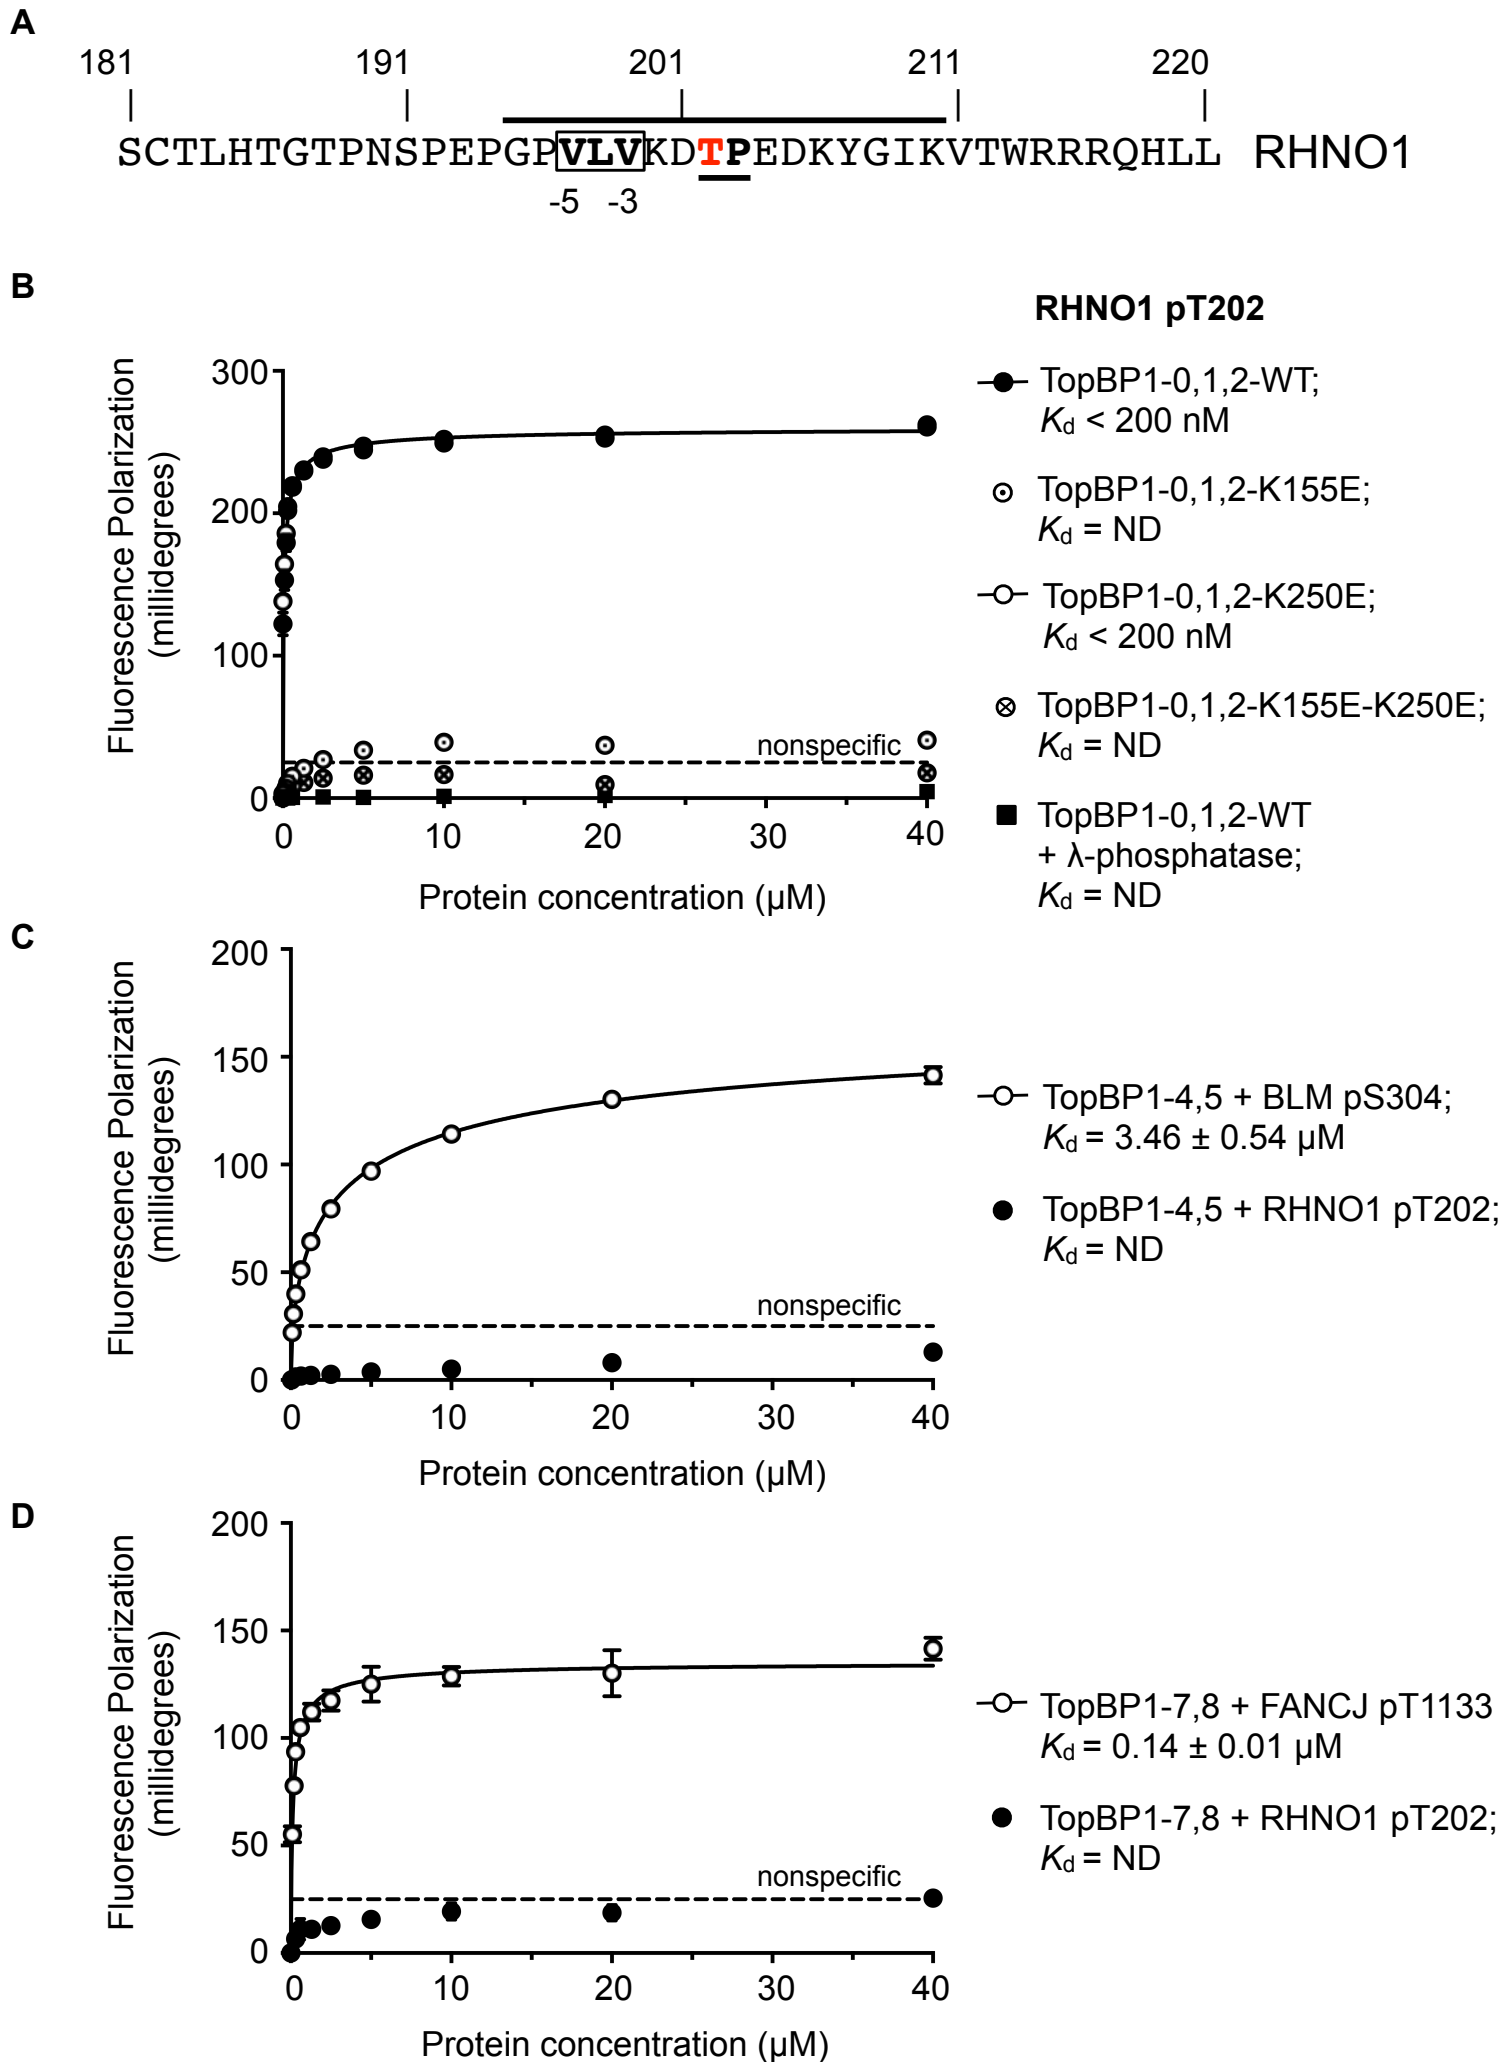 A
181 191 201 211 220
SCTLHTGTPNSPEPGPVLVKDTPEDKYGIKVTWRRRQHLL RHNO1
-5 -3
B
RHNO1 pT202
Fluorescence Polarization
(millidegrees)
300
200
100
0
nonspecific
0 10 20 30 40
Protein concentration (µM)
TopBP1-0,1,2-WT;
Kd < 200 nM
TopBP1-0,1,2-K155E;
Kd = ND
TopBP1-0,1,2-K250E;
Kd < 200 nM
TopBP1-0,1,2-K155E-K250E;
Kd = ND
TopBP1-0,1,2-WT
+ λ-phosphatase;
Kd = ND
C
Fluorescence Polarization
(millidegrees)
200
150
100
50
0
nonspecific
0 10 20 30 40
Protein concentration (µM)
TopBP1-4,5 + BLM pS304;
Kd = 3.46 ± 0.54 µM
TopBP1-4,5 + RHNO1 pT202;
Kd = ND
D
Fluorescence Polarization
(millidegrees)
200
150
100
50
0
nonspecific
0 10 20 30 40
Protein concentration (µM)
TopBP1-7,8 + FANCJ pT1133
Kd = 0.14 ± 0.01 µM
TopBP1-7,8 + RHNO1 pT202;
Kd = ND